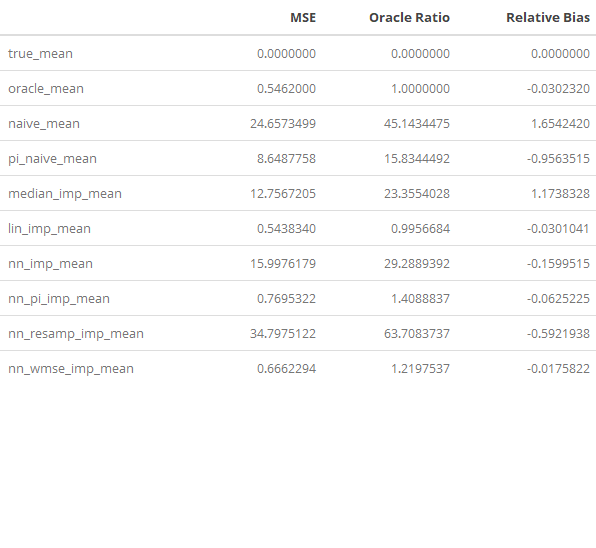 MSE Oracle Ratio Relative Bias
true_mean 0.0000000 0.0000000 0.0000000
oracle_mean 0.5462000 1.0000000 -0.0302320
naive_mean 24.6573499 45.1434475 1.6542420
pi_naive_mean 8.6487758 15.8344492 -0.9563515
median_imp_mean 12.7567205 23.3554028 1.1738328
lin_imp_mean 0.5438340 0.9956684 -0.0301041
nn_imp_mean 15.9976179 29.2889392 -0.1599515
nn_pi_imp_mean 0.7695322 1.4088837 -0.0625225
nn_resamp_imp_mean 34.7975122 63.7083737 -0.5921938
nn_wmse_imp_mean 0.6662294 1.2197537 -0.0175822